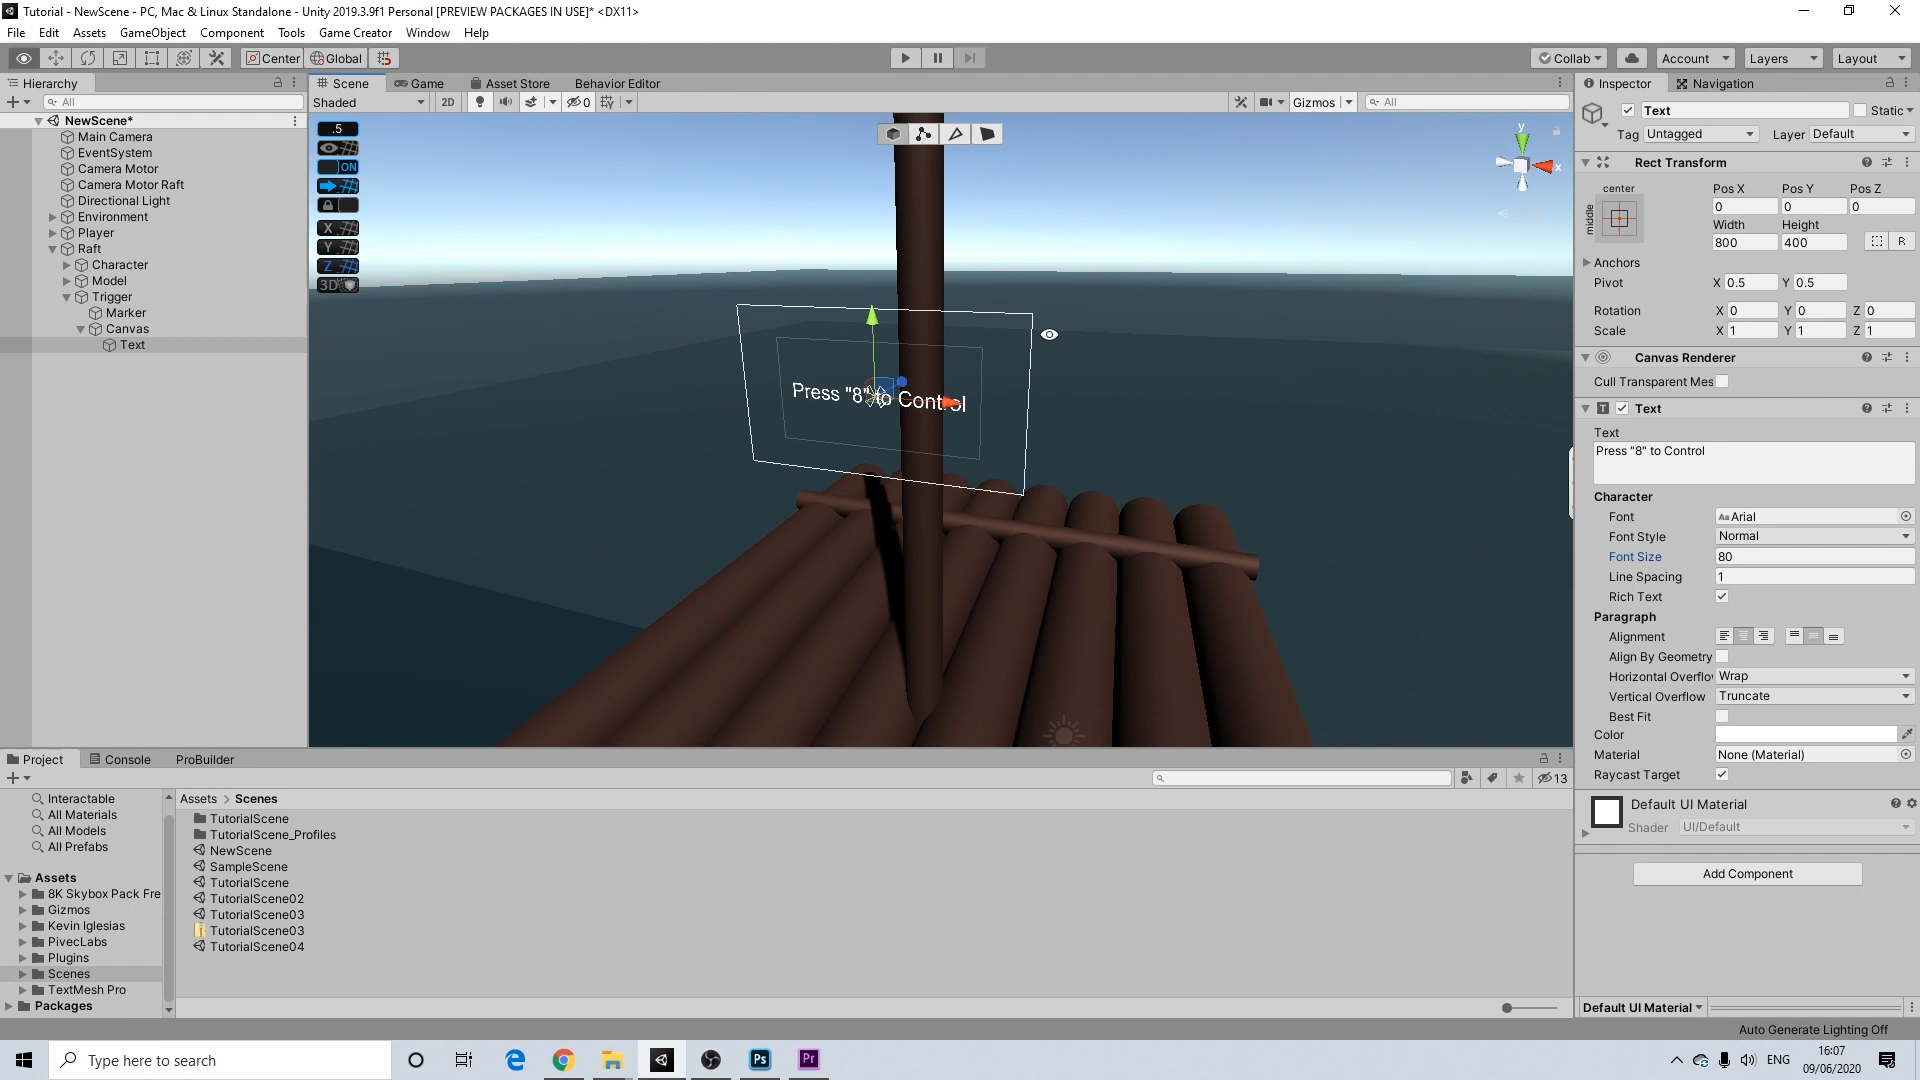 Tutorial - NewScene - PC, Mac & Linux Standalone - Unity 2019.3.9f1 Personal [PREVIEW PACKAGES IN USE]* <DX11>
File Edit Assets GameObject Component Tools Game Creator Window Help
Center Global Collab Account Layers Layout
Hierarchy
All
NewScene*
Main Camera
EventSystem
Camera Motor
Camera Motor Raft
Directional Light
Environment
Player
Raft
Character
Model
Trigger
Marker
Canvas
Text
Scene Game Asset Store Behavior Editor
Shaded 2D 0 Gizmos All
.5
ON
X
Y
Z
3D
y
x
Press "8" to Control
Inspector Navigation
Text Static
Tag Untagged Layer Default
Rect Transform
center Pos X Pos Y Pos Z
middle 0 0 0
Width Height
800 400 R
Anchors
Pivot X 0.5 Y 0.5
Rotation X 0 Y 0 Z 0
Scale X 1 Y 1 Z 1
Canvas Renderer
Cull Transparent Mes
Text
Text
Press "8" to Control
Character
Font Arial
Font Style Normal
Font Size 80
Line Spacing 1
Rich Text
Paragraph
Alignment
Align By Geometry
Horizontal Overflo Wrap
Vertical Overflow Truncate
Best Fit
Color
Material None (Material)
Raycast Target
Default UI Material
Shader UI/Default
Add Component
Default UI Material
Project Console ProBuilder
13
Interactable
All Materials
All Models
All Prefabs
Assets
8K Skybox Pack Fre
Gizmos
Kevin Iglesias
PivecLabs
Plugins
Scenes
TextMesh Pro
Packages
Assets > Scenes
TutorialScene
TutorialScene_Profiles
NewScene
SampleScene
TutorialScene
TutorialScene02
TutorialScene03
TutorialScene03
TutorialScene04
Auto Generate Lighting Off
Type here to search
Ps
Pr
ENG
16:07
09/06/2020